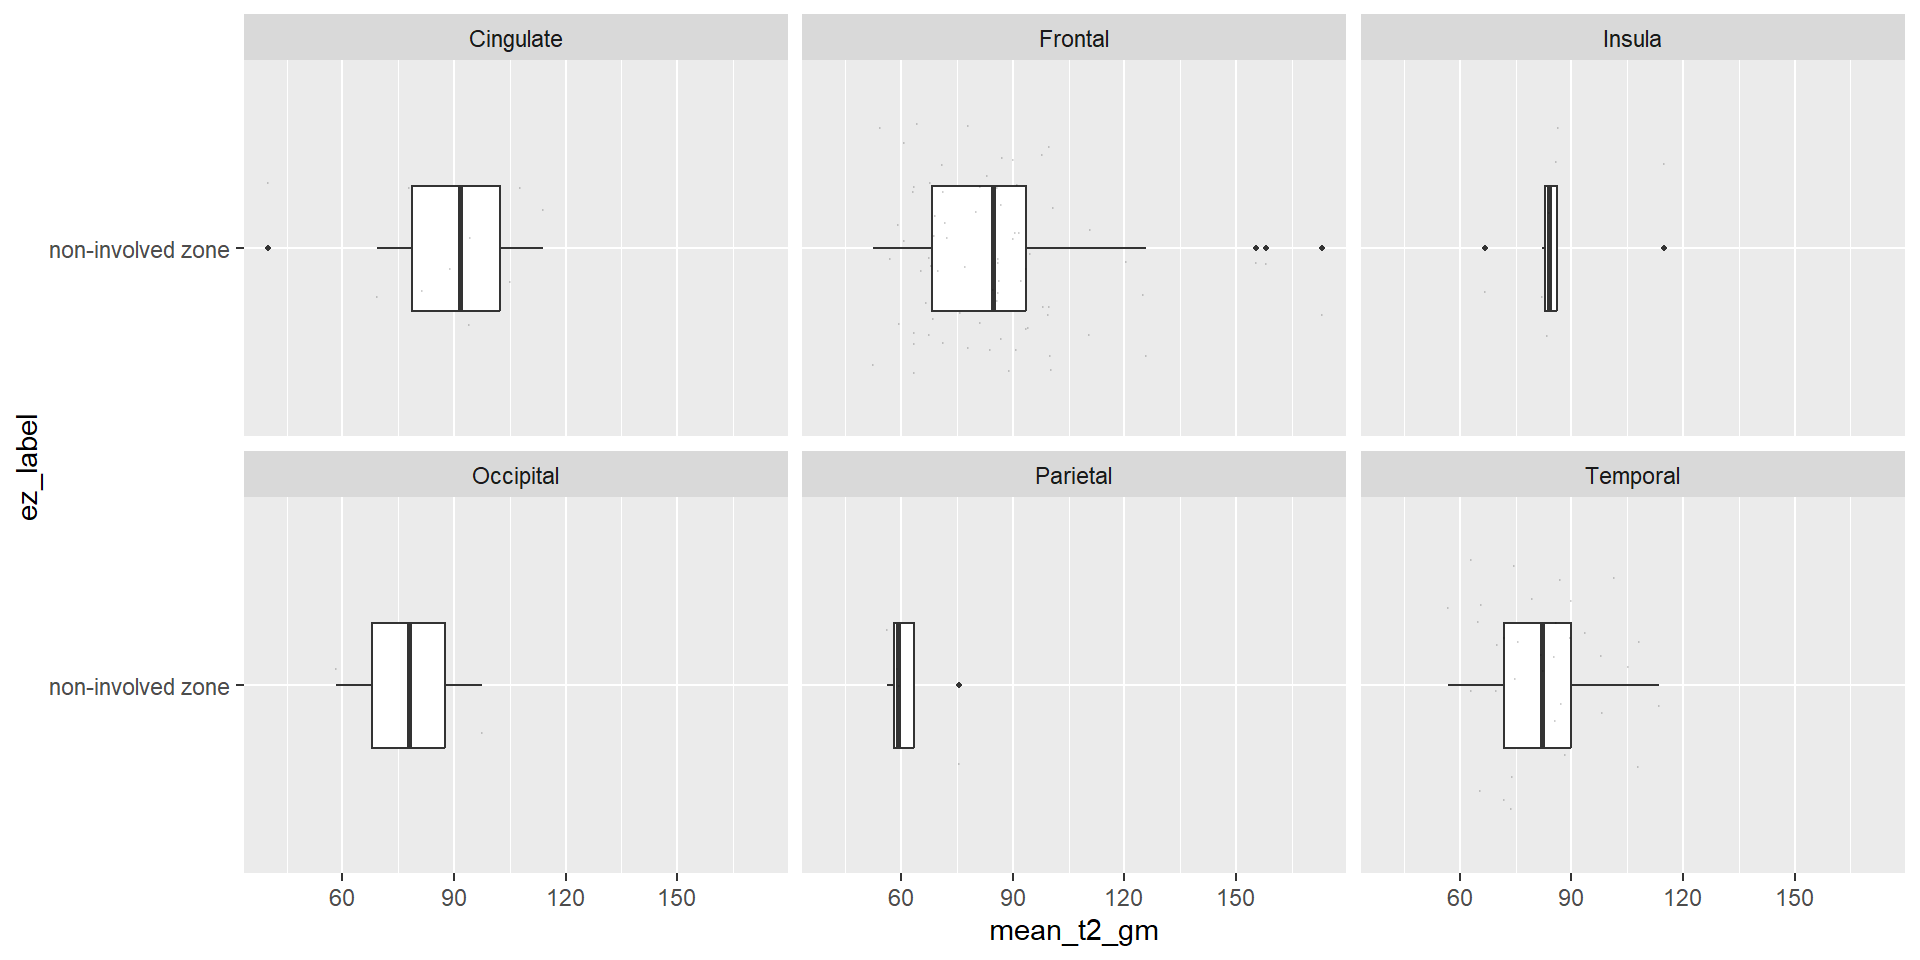 Cingulate
Frontal
Insula
non-involved zone
ez_label
Occipital
Parietal
Temporal
non-involved zone
60 90 120 150
60 90 120 150
60 90 120 150
mean_t2_gm